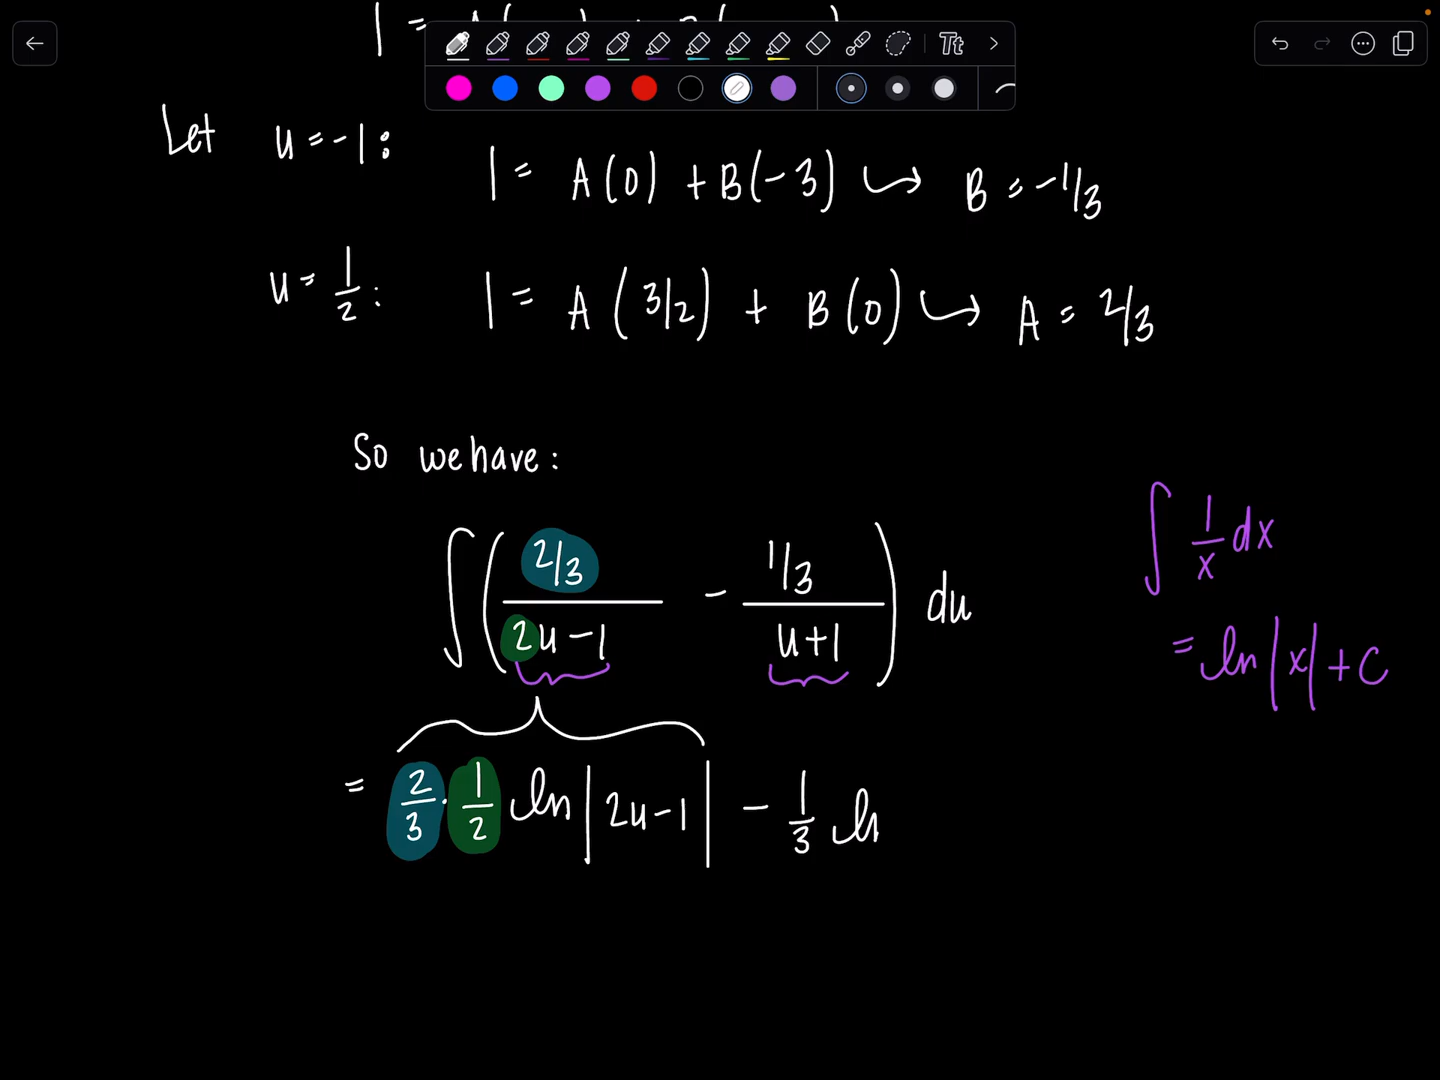 1 =
Tt
Let u = -1:
1 = A(0) + B(-3) ↪ B = -1/3
u = 1/2:
1 = A(3/2) + B(0) ↪ A = 2/3
So we have:
∫ ( (2/3)/(2u-1) - (1/3)/(u+1) ) du
∫ 1/x dx
= ln|x| + C
= 2/3 · 1/2 ln|2u-1| - 1/3 ln